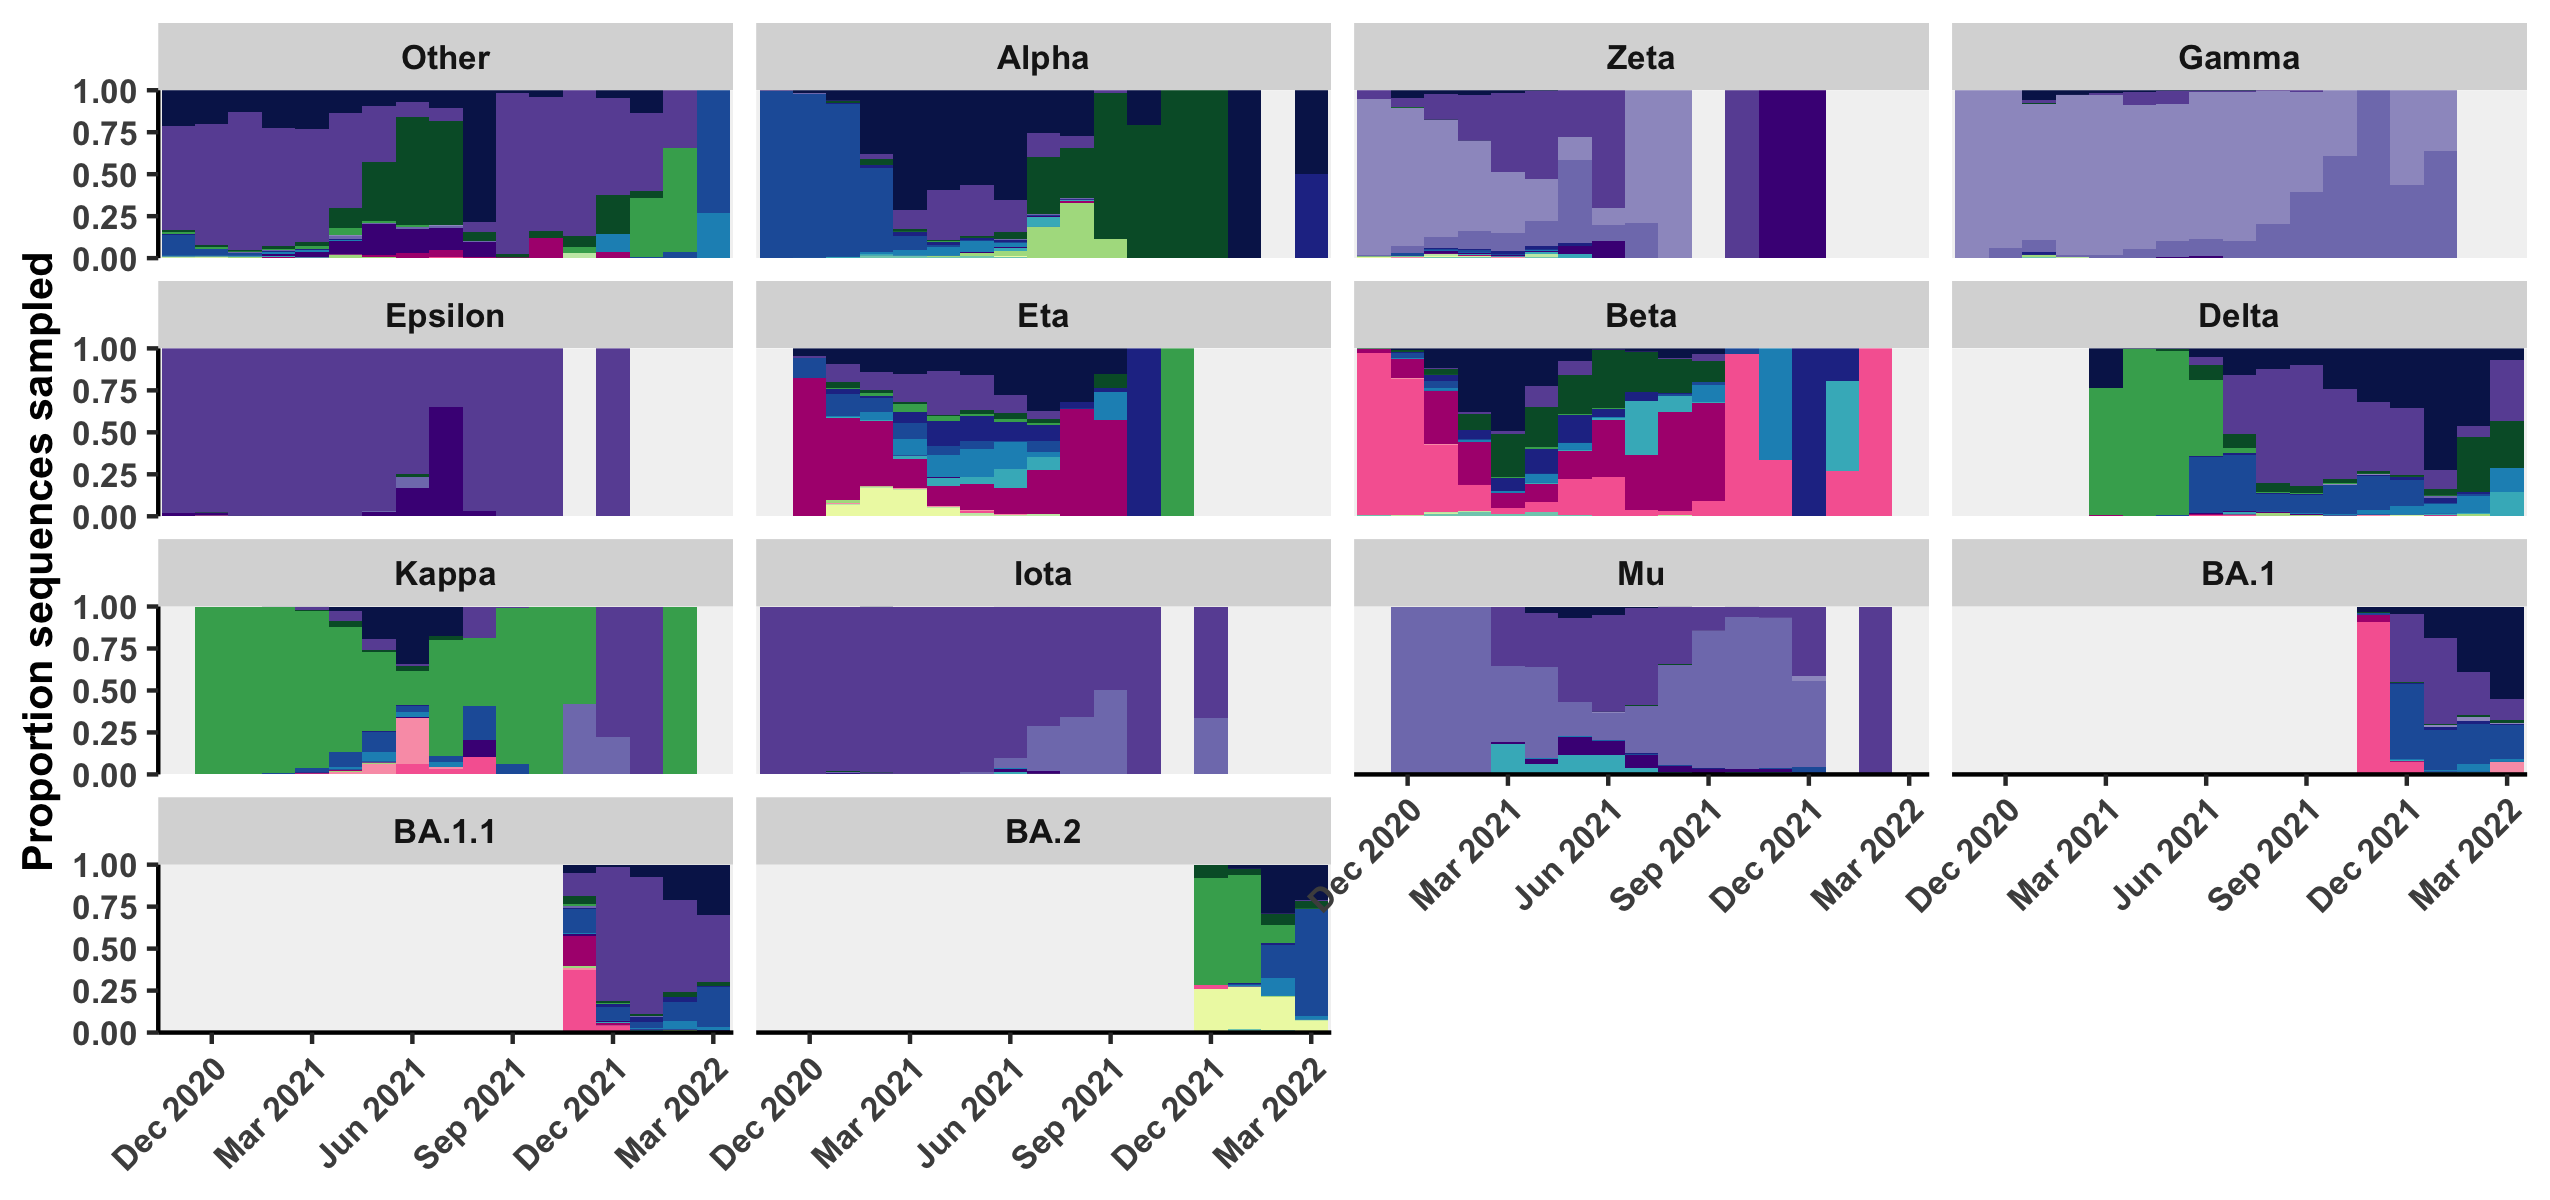 Other
Alpha
Zeta
Gamma
1.00
0.75
0.50
0.25
0.00
Epsilon
Eta
Beta
Delta
1.00
0.75
0.50
0.25
0.00
Proportion sequences sampled
Kappa
Iota
Mu
BA.1
1.00
0.75
0.50
0.25
0.00
Dec 2020
Mar 2021
Jun 2021
Sep 2021
Dec 2021
Mar 2022
Dec 2020
Mar 2021
Jun 2021
Sep 2021
Dec 2021
Mar 2022
BA.1.1
BA.2
1.00
0.75
0.50
0.25
0.00
Dec 2020
Mar 2021
Jun 2021
Sep 2021
Dec 2021
Mar 2022
Dec 2020
Mar 2021
Jun 2021
Sep 2021
Dec 2021
Mar 2022